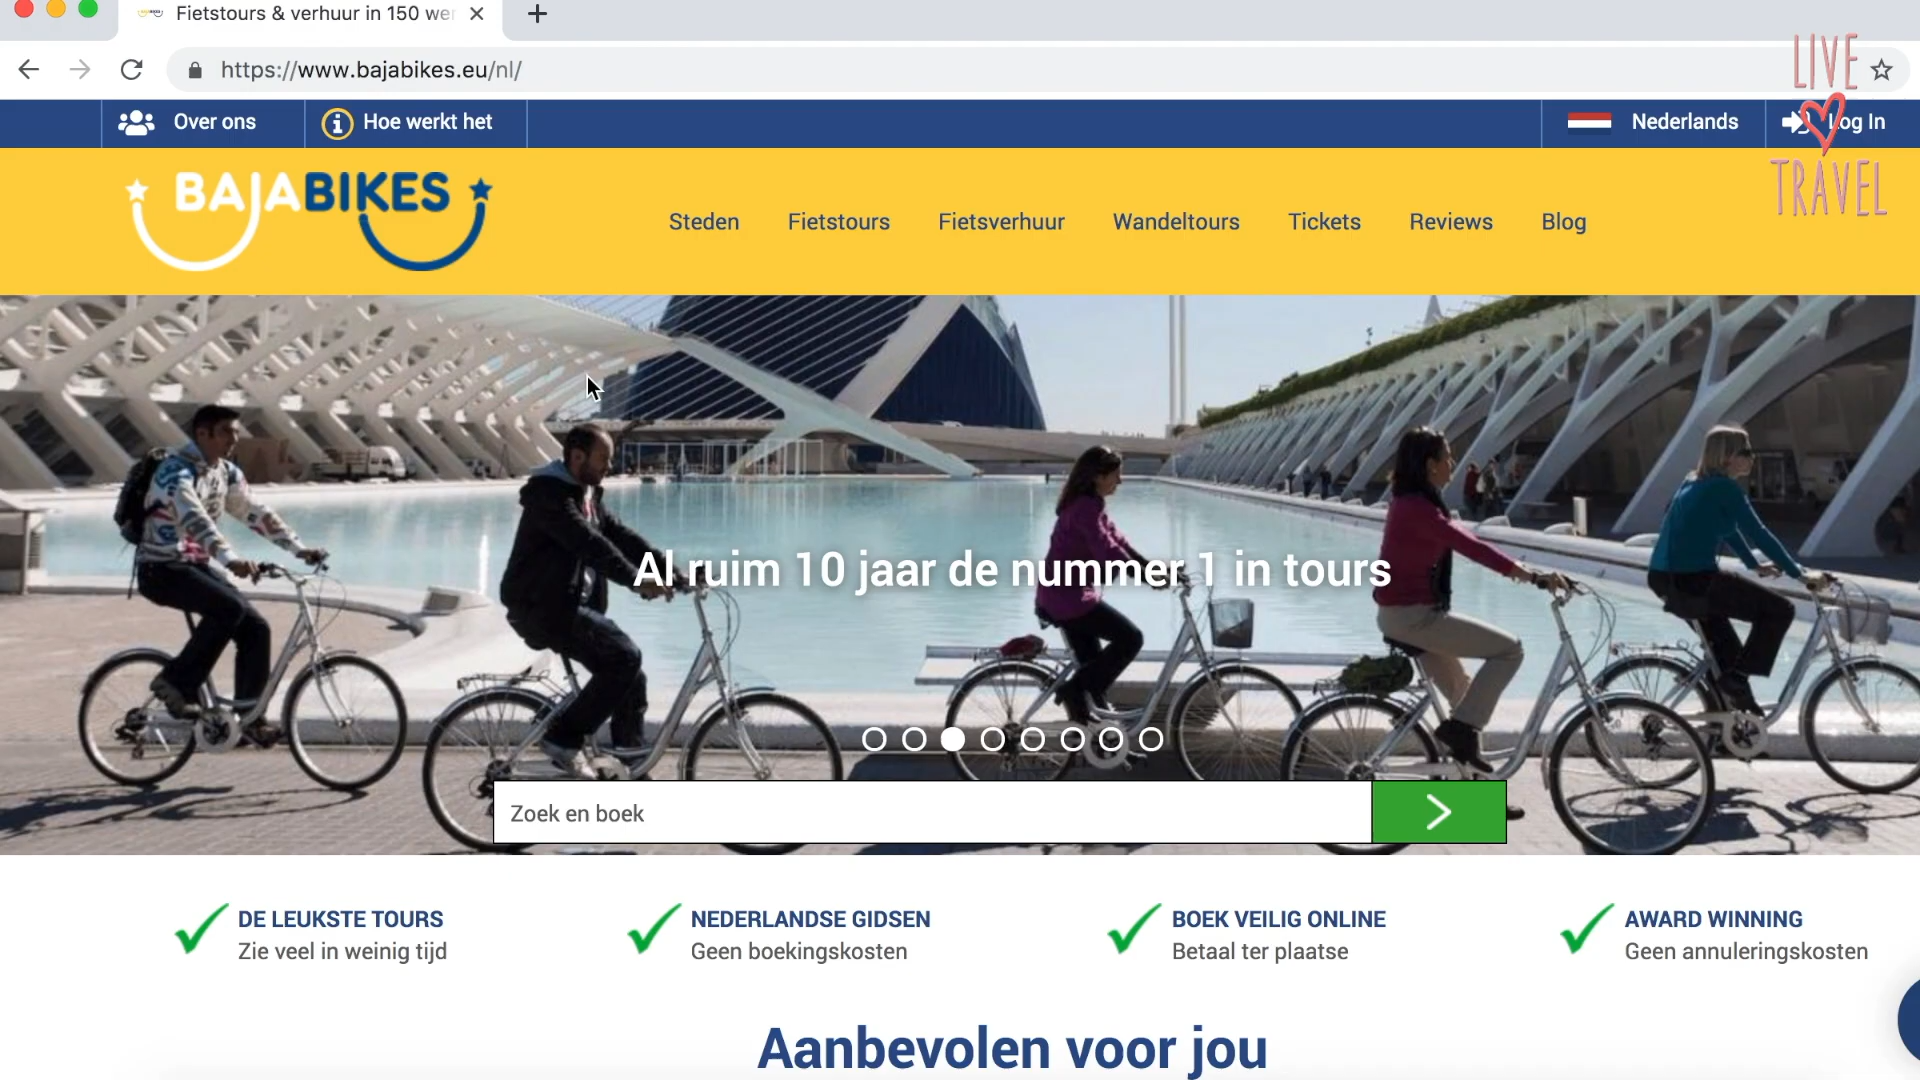 Fietstours & verhuur in 150 wer
https://www.bajabikes.eu/nl/
LIVE
TRAVEL
Over ons
Hoe werkt het
Nederlands
Log In
BAJABIKES
Steden
Fietstours
Fietsverhuur
Wandeltours
Tickets
Reviews
Blog
Al ruim 10 jaar de nummer 1 in tours
Zoek en boek
DE LEUKSTE TOURS
Zie veel in weinig tijd
NEDERLANDSE GIDSEN
Geen boekingskosten
BOEK VEILIG ONLINE
Betaal ter plaatse
AWARD WINNING
Geen annuleringskosten
Aanbevolen voor jou